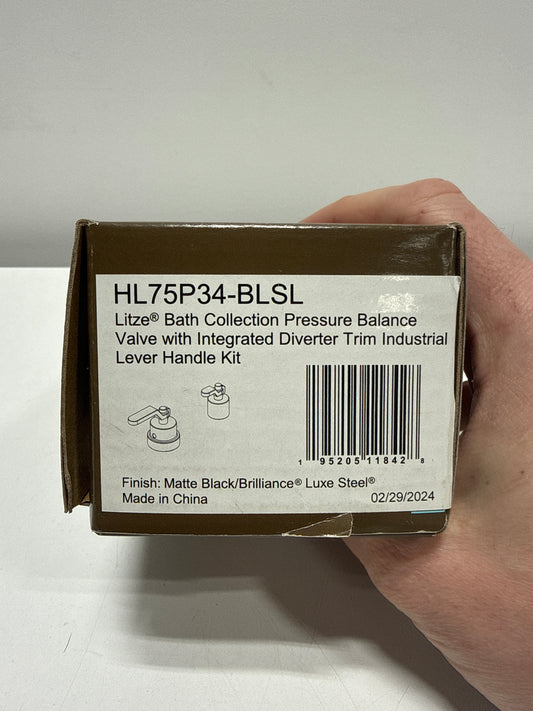 HL75P34-BLSL
Litze® Bath Collection Pressure Balance
Valve with Integrated Diverter Trim Industrial
Lever Handle Kit
1 95205 11842 8
Finish: Matte Black/Brilliance® Luxe Steel®
Made in China
02/29/2024